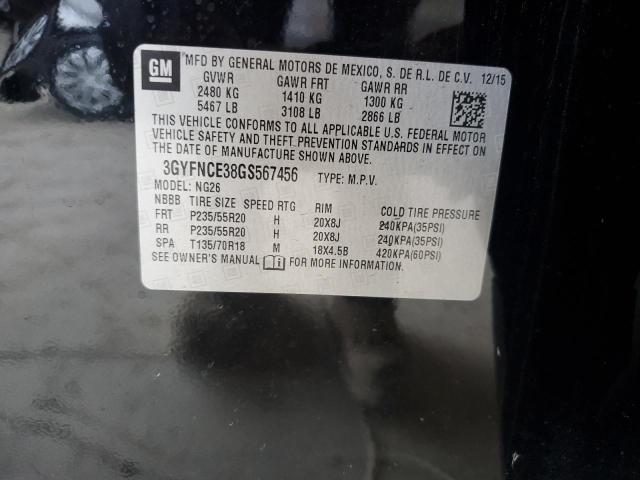 GM
®MFD BY GENERAL MOTORS DE MEXICO, S. DE R.L. DE C.V. 12/15
GVWR GAWR FRT GAWR RR
2480 KG 1410 KG 1300 KG
5467 LB 3108 LB 2866 LB
THIS VEHICLE CONFORMS TO ALL APPLICABLE U.S. FEDERAL MOTOR
VEHICLE SAFETY AND THEFT PREVENTION STANDARDS IN EFFECT ON
THE DATE OF MANUFACTURE SHOWN ABOVE.
3GYFNCE38GS567456 TYPE: M.P.V.
MODEL: NG26
NBBB TIRE SIZE SPEED RTG RIM COLD TIRE PRESSURE
FRT P235/55R20 H 20X8J 240KPA(35PSI)
RR P235/55R20 H 20X8J 240KPA(35PSI)
SPA T135/70R18 M 18X4.5B 420KPA(60PSI)
SEE OWNER'S MANUAL FOR MORE INFORMATION.